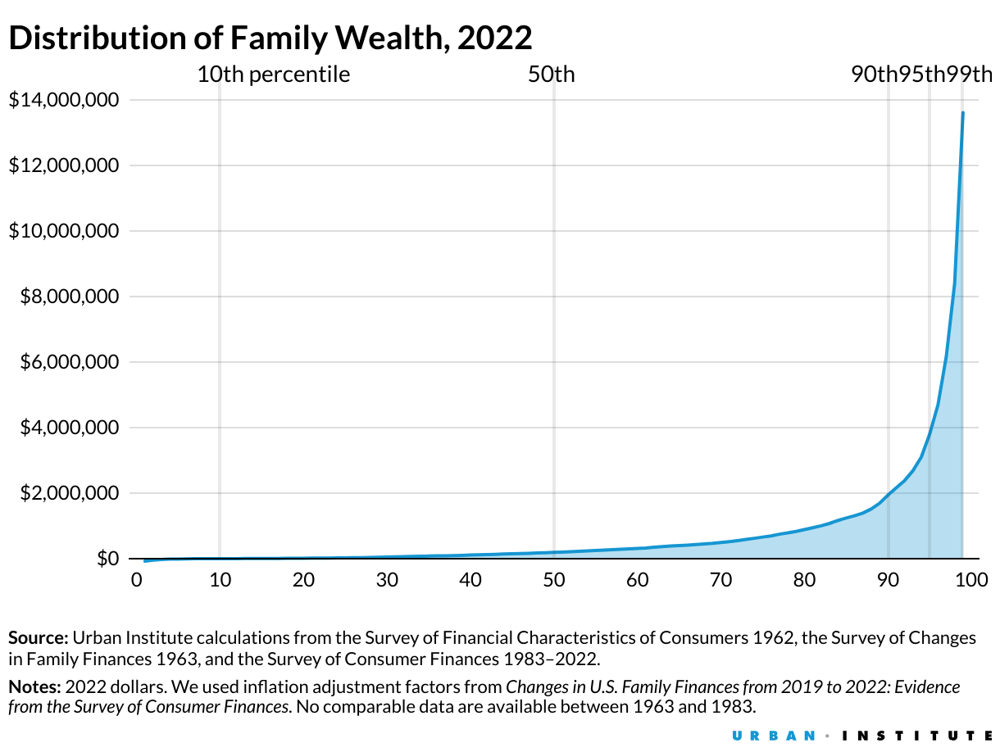 Distribution of Family Wealth, 2022
10th percentile 50th 90th 95th 99th
$14,000,000
$12,000,000
$10,000,000
$8,000,000
$6,000,000
$4,000,000
$2,000,000
$0
0 10 20 30 40 50 60 70 80 90 100
Source: Urban Institute calculations from the Survey of Financial Characteristics of Consumers 1962, the Survey of Changes
in Family Finances 1963, and the Survey of Consumer Finances 1983–2022.
Notes: 2022 dollars. We used inflation adjustment factors from Changes in U.S. Family Finances from 2019 to 2022: Evidence
from the Survey of Consumer Finances. No comparable data are available between 1963 and 1983.
URBAN · INSTITUTE